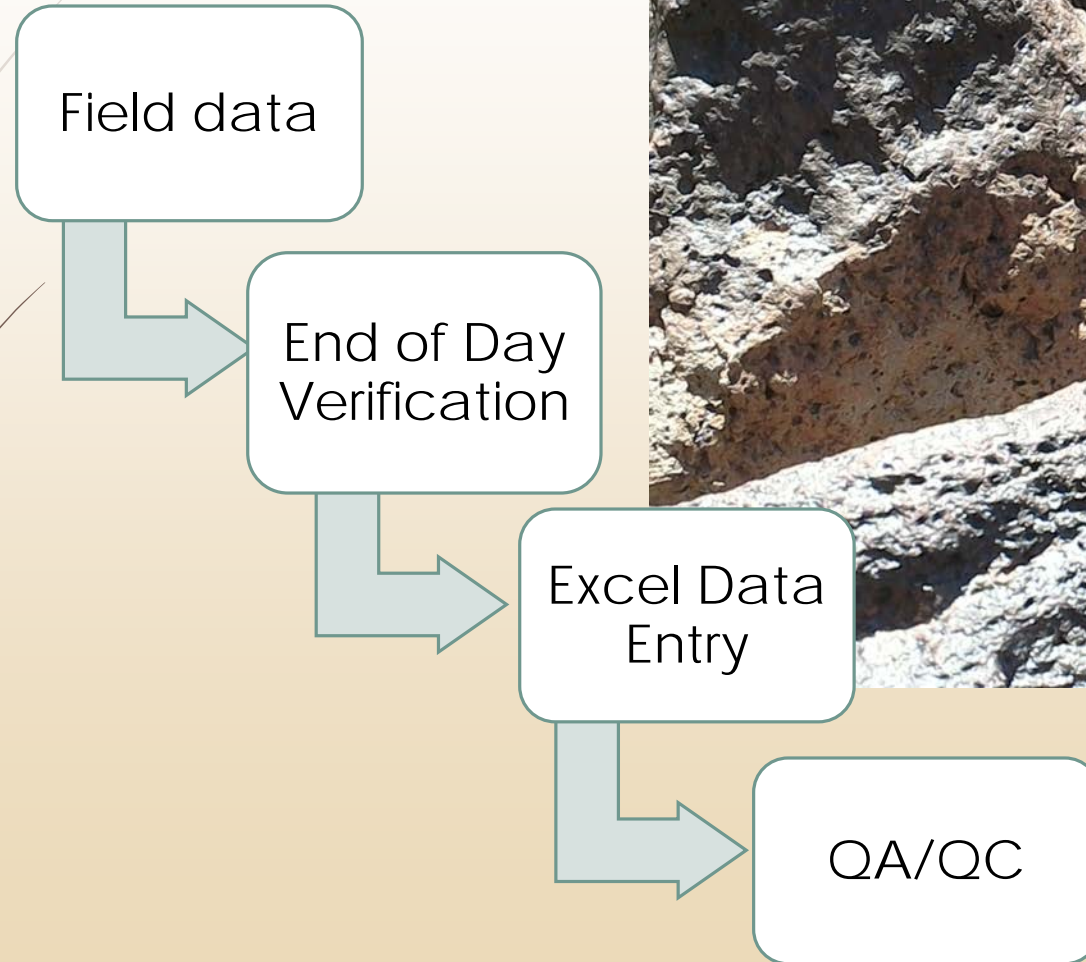 Field data
End of Day
Verification
Excel Data
Entry
QA/QC